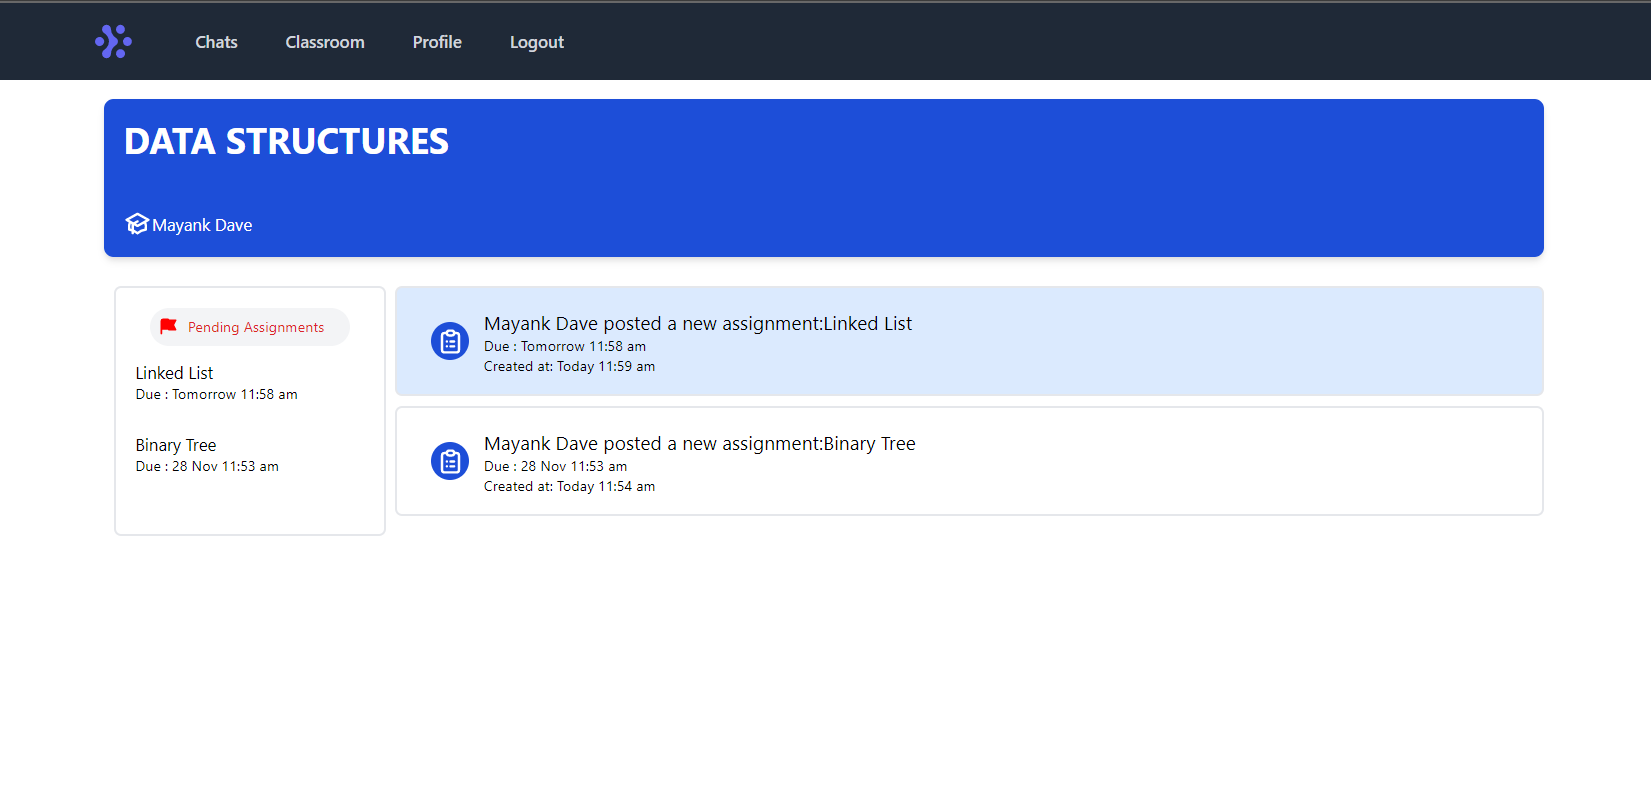 Chats Classroom Profile Logout
DATA STRUCTURES
Mayank Dave
Pending Assignments
Linked List
Due : Tomorrow 11:58 am
Binary Tree
Due : 28 Nov 11:53 am
Mayank Dave posted a new assignment:Linked List
Due : Tomorrow 11:58 am
Created at: Today 11:59 am
Mayank Dave posted a new assignment:Binary Tree
Due : 28 Nov 11:53 am
Created at: Today 11:54 am